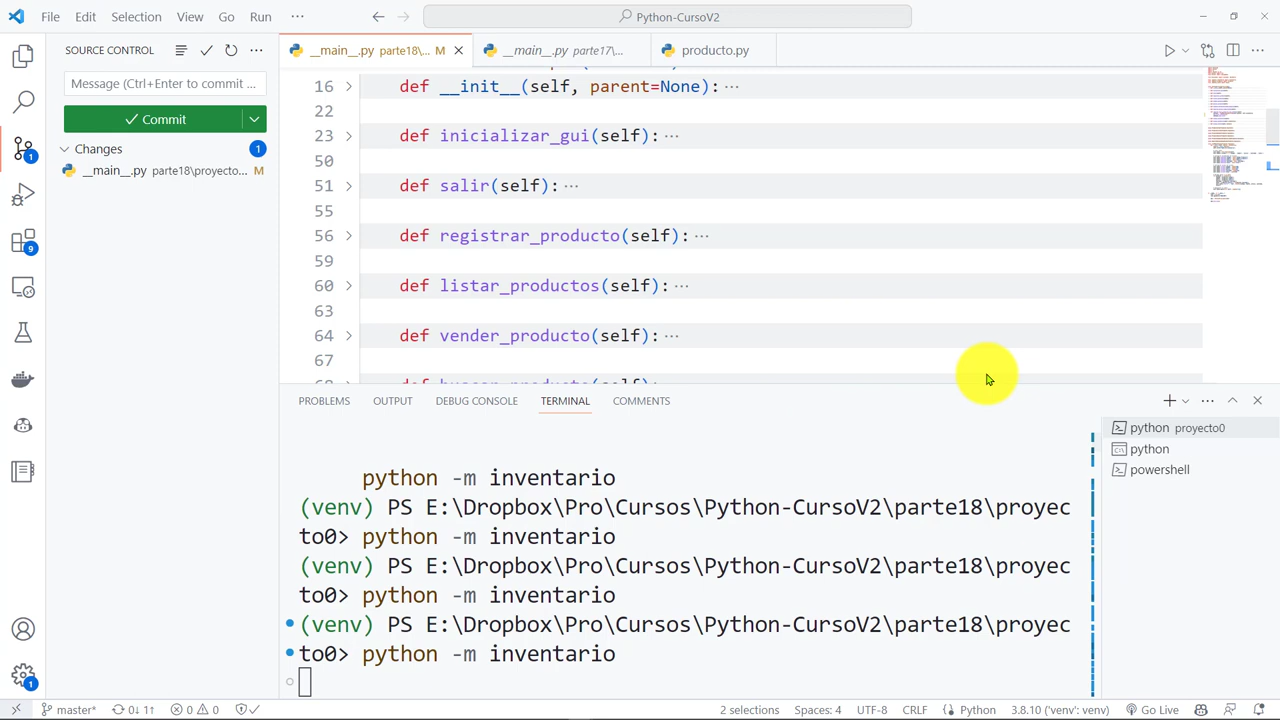 File Edit Selection View Go Run ··· Python-CursoV2
SOURCE CONTROL
Message (Ctrl+Enter to commit ...
Commit
Changes 1
__main__.py parte18\proyecto... M
1
9
1
__main__.py parte18\... M
__main__.py parte17\...
producto.py
16 def __init__(self, parent=None): ···
22
23 def inicializar_gui(self): ···
50
51 def salir(self): ···
55
56 def registrar_producto(self): ···
59
60 def listar_productos(self): ···
63
64 def vender_producto(self): ···
67
PROBLEMS OUTPUT DEBUG CONSOLE TERMINAL COMMENTS
python -m inventario
(venv) PS E:\Dropbox\Pro\Cursos\Python-CursoV2\parte18\proyec
to0> python -m inventario
(venv) PS E:\Dropbox\Pro\Cursos\Python-CursoV2\parte18\proyec
to0> python -m inventario
(venv) PS E:\Dropbox\Pro\Cursos\Python-CursoV2\parte18\proyec
to0> python -m inventario
python proyecto0
python
powershell
master* 0↓ 1↑ 0 0 2 selections Spaces: 4 UTF-8 CRLF Python 3.8.10 ('venv': venv) Go Live